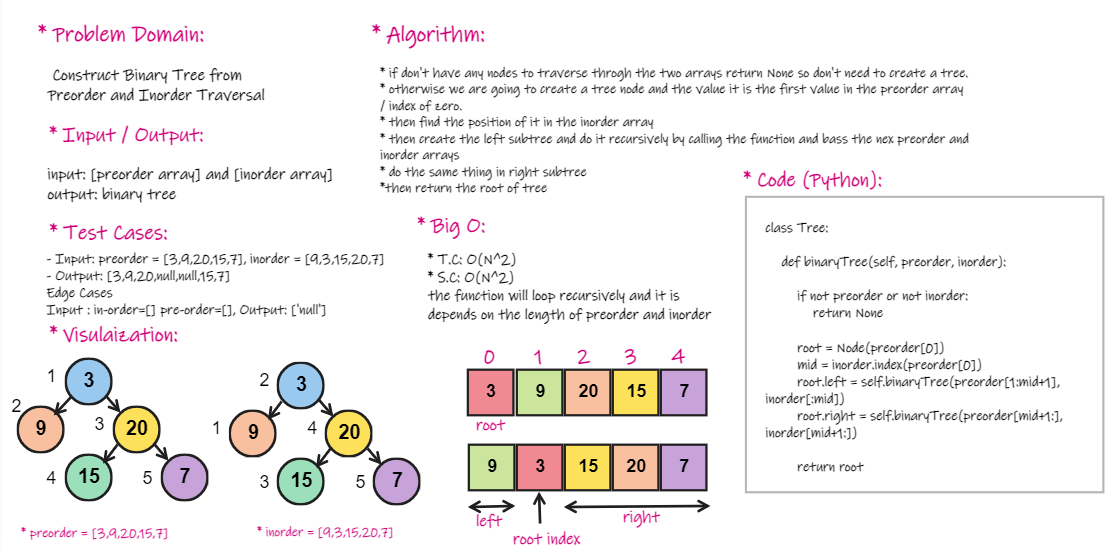 * Problem Domain:
Construct Binary Tree from
Preorder and Inorder Traversal
* Input / Output:
input: [preorder array] and [inorder array]
output: binary tree
* Test Cases:
- Input: preorder = [3,9,20,15,7], inorder = [9,3,15,20,7]
- Output: [3,9,20,null,null,15,7]
Edge Cases
Input : in-order=[] pre-order=[], Output: ['null']
* Visulaization:
1 3
2 9
3 20
4 15
5 7
* preorder = [3,9,20,15,7]
2 3
1 9
4 20
3 15
5 7
* inorder = [9,3,15,20,7]
* Algorithm:
* if don't have any nodes to traverse throgh the two arrays return None so don't need to create a tree.
* otherwise we are going to create a tree node and the value it is the first value in the preorder array
/ index of zero.
* then find the position of it in the inorder array
* then create the left subtree and do it recursively by calling the function and bass the nex preorder and
inorder arrays
* do the same thing in right subtree
*then return the root of tree
* Big O:
* T.C: O(N^2)
* S.C: O(N^2)
the function will loop recursively and it is
depends on the length of preorder and inorder
0 1 2 3 4
3 9 20 15 7
root
9 3 15 20 7
left
right
root index
* Code (Python):
class Tree:
def binaryTree(self, preorder, inorder):
if not preorder or not inorder:
return None
root = Node(preorder[0])
mid = inorder.index(preorder[0])
root.left = self.binaryTree(preorder[1:mid+1],
inorder[:mid])
root.right = self.binaryTree(preorder[mid+1:],
inorder[mid+1:])
return root